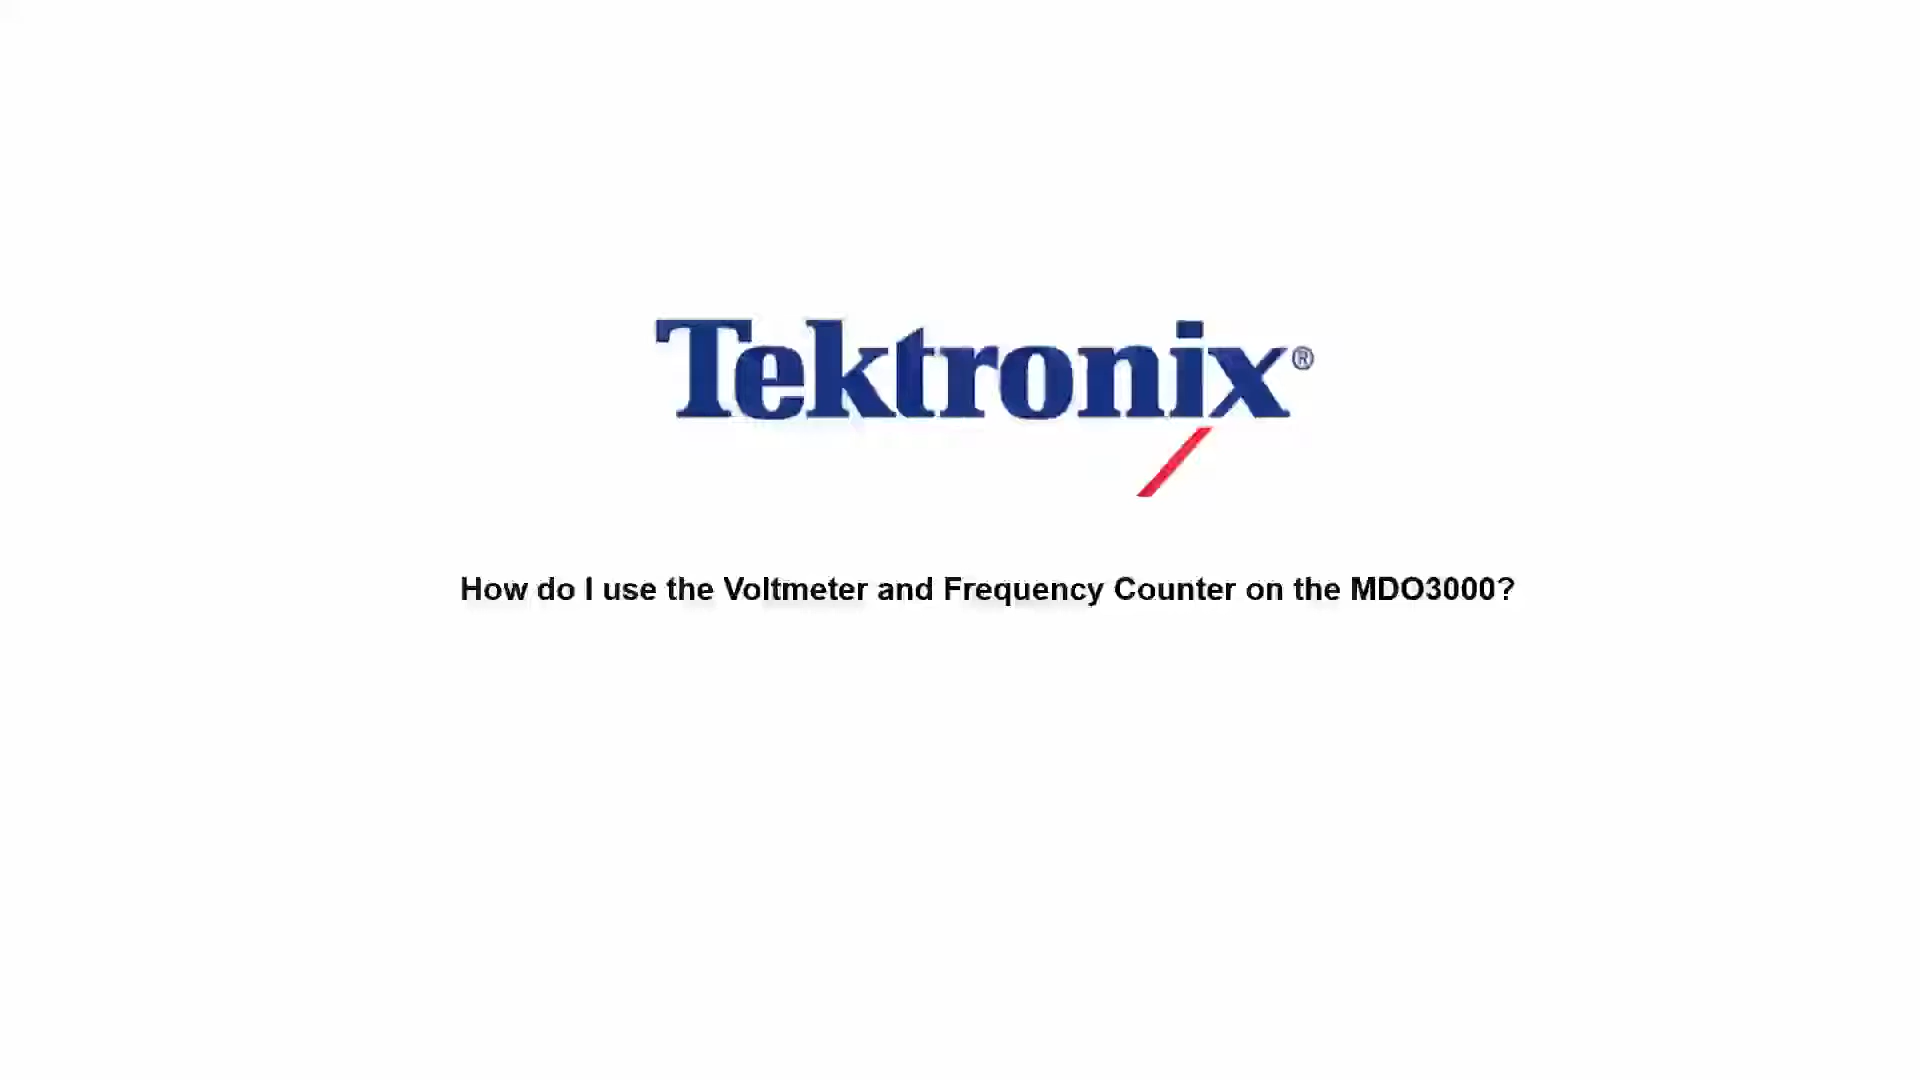 Tektronix®
How do I use the Voltmeter and Frequency Counter on the MDO3000?